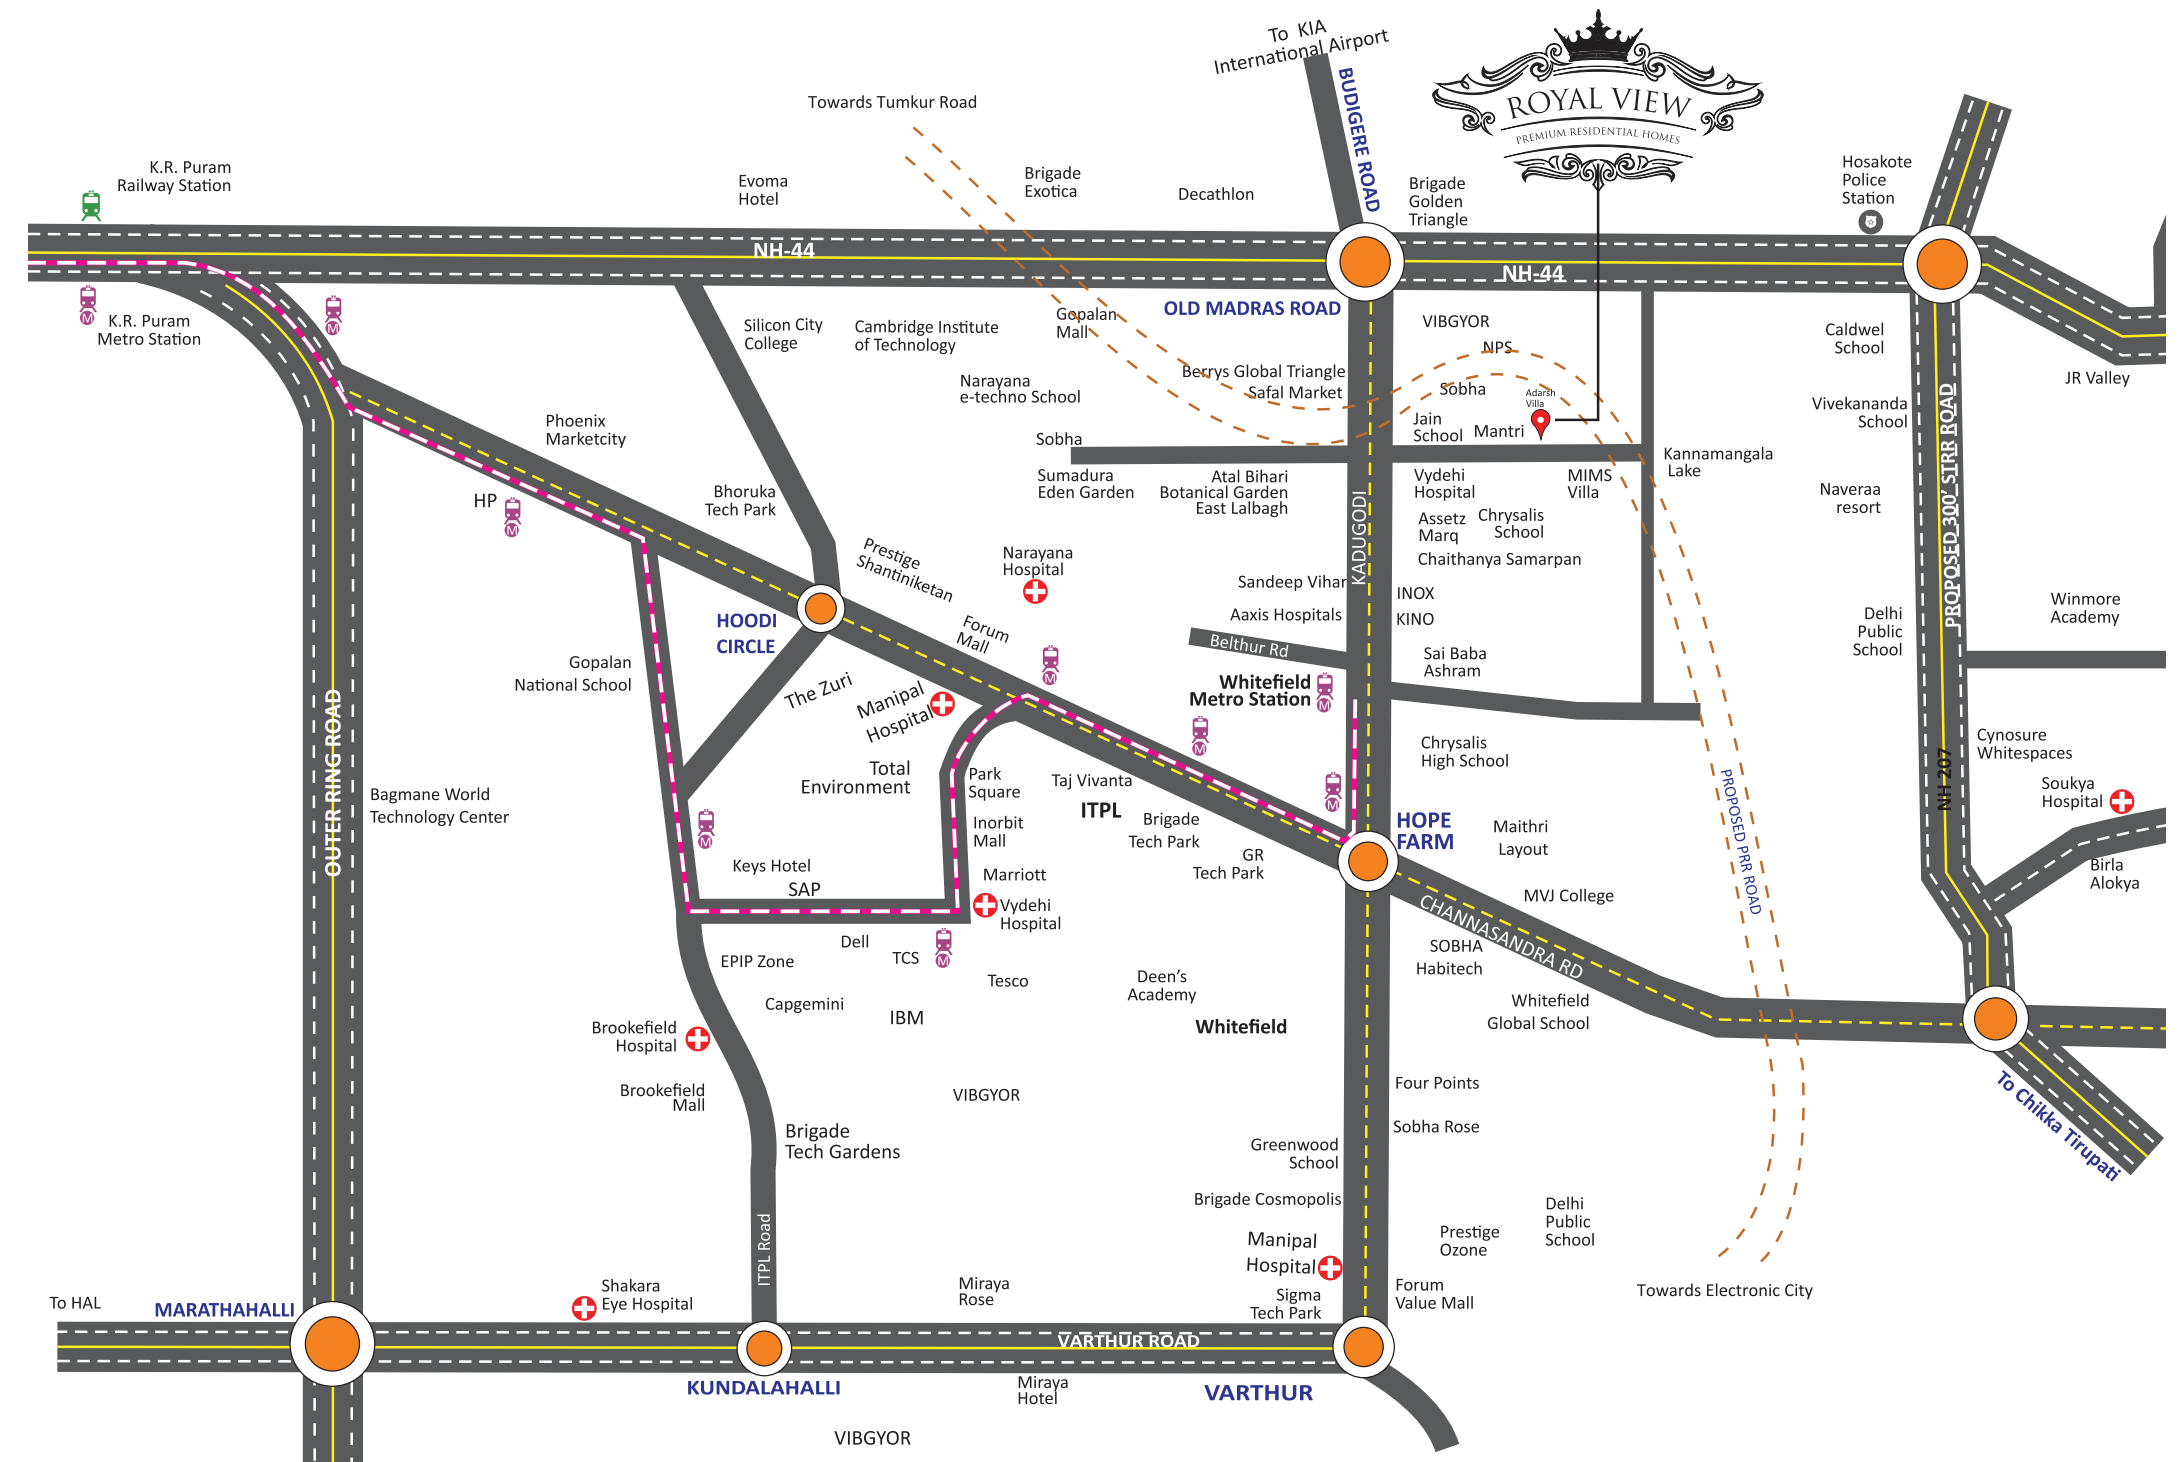 To KIA
International Airport
BUDIGERE ROAD
ROYAL VIEW
PREMIUM RESIDENTIAL HOMES
Towards Tumkur Road
K.R. Puram
Railway Station
Evoma
Hotel
Brigade
Exotica
Decathlon
Brigade
Golden
Triangle
Hosakote
Police
Station
NH-44
NH-44
K.R. Puram
Metro Station
M
M
OLD MADRAS ROAD
Silicon City
College
Cambridge Institute
of Technology
Gopalan
Mall
VIBGYOR
NPS
Caldwel
School
JR Valley
Berrys Global Triangle
Safal Market
Sobha
Adarsh
Villa
Narayana
e-techno School
Phoenix
Marketcity
Jain
School
Mantri
Vivekananda
School
Sobha
Sumadura
Eden Garden
Atal Bihari
Botanical Garden
East Lalbagh
Vydehi
Hospital
MIMS
Villa
Kannamangala
Lake
HP
M
Bhoruka
Tech Park
KADUGODI
Assetz
Marq
Chrysalis
School
Chaithanya Samarpan
Naveraa
resort
PROPOSED 300' STRR ROAD
Prestige
Shantiniketan
Narayana
Hospital
Sandeep Vihar
INOX
Aaxis Hospitals
KINO
HOODI
CIRCLE
Forum
Mall
M
Belthur Rd
Delhi
Public
School
Winmore
Academy
Gopalan
National School
The Zuri
Manipal
Hospital
Whitefield
Metro Station
M
M
Sai Baba
Ashram
OUTER RING ROAD
Bagmane World
Technology Center
Total
Environment
Park
Square
Taj Vivanta
ITPL
Chrysalis
High School
Cynosure
Whitespaces
NH 207
Soukya
Hospital
M
M
Inorbit
Mall
Brigade
Tech Park
GR
Tech Park
HOPE
FARM
Maithri
Layout
PROPOSED PRR ROAD
Keys Hotel
SAP
Marriott
Vydehi
Hospital
MVJ College
Birla
Alokya
CHANNASANDRA RD
Dell
TCS
M
EPIP Zone
Tesco
Capgemini
IBM
Deen's
Academy
Whitefield
SOBHA
Habitech
Whitefield
Global School
Brookefield
Hospital
Brookefield
Mall
VIBGYOR
Four Points
Sobha Rose
To Chikka Tirupati
Brigade
Tech Gardens
Greenwood
School
Brigade Cosmopolis
ITPL Road
Manipal
Hospital
Prestige
Ozone
Delhi
Public
School
Sigma
Tech Park
Forum
Value Mall
Towards Electronic City
To HAL
MARATHAHALLI
Shakara
Eye Hospital
Miraya
Rose
VARTHUR ROAD
KUNDALAHALLI
Miraya
Hotel
VARTHUR
VIBGYOR